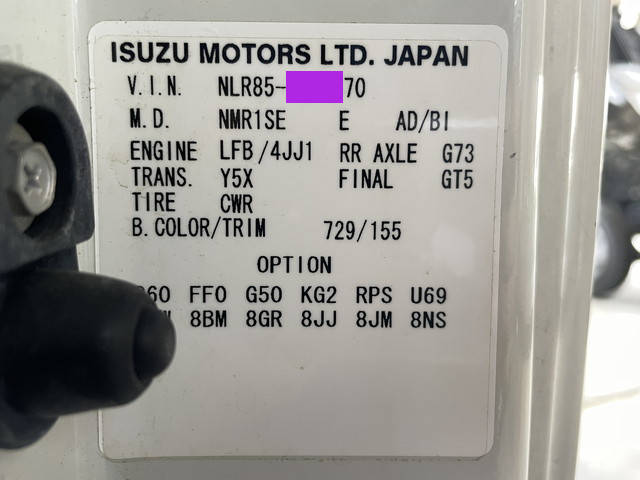 ISUZU MOTORS LTD. JAPAN
V.I.N. NLR85- 70
M.D. NMR1SE E AD/BI
ENGINE LFB/4JJ1 RR AXLE G73
TRANS. Y5X FINAL GT5
TIRE CWR
B.COLOR/TRIM 729/155
OPTION
FF0 G50 KG2 RPS U69
8BM 8GR 8JJ 8JM 8NS